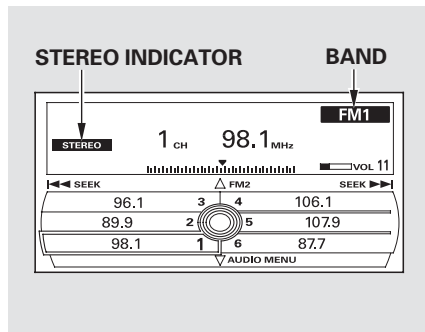 STEREO INDICATOR BAND
FM1
STEREO 1 CH 98.1 MHz
VOL 11
|◀◀ SEEK △ FM2 SEEK ▶▶|
96.1 3 4 106.1
89.9 2 5 107.9
98.1 1 6 87.7
▽ AUDIO MENU